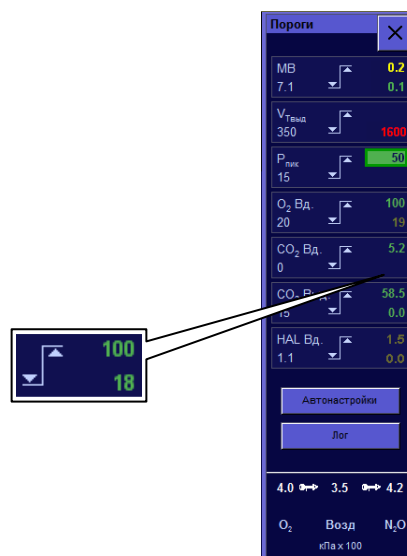 Пороги
МВ 0.2
7.1 0.1
VТвыд
350 1600
Pпик 50
15
O2 Вд. 100
20 19
CO2 Вд. 5.2
0
58.5
15 0.0
HAL Вд. 1.5
1.1 0.0
100
18
Автонастройки
Лог
4.0 3.5 4.2
O2 Возд N2O
кПа x 100